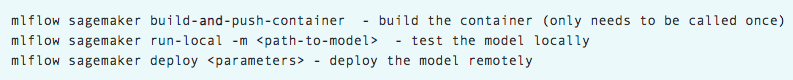 mlflow sagemaker build-and-push-container  - build the container (only needs to be called once)
mlflow sagemaker run-local -m <path-to-model>  - test the model locally
mlflow sagemaker deploy <parameters> - deploy the model remotely